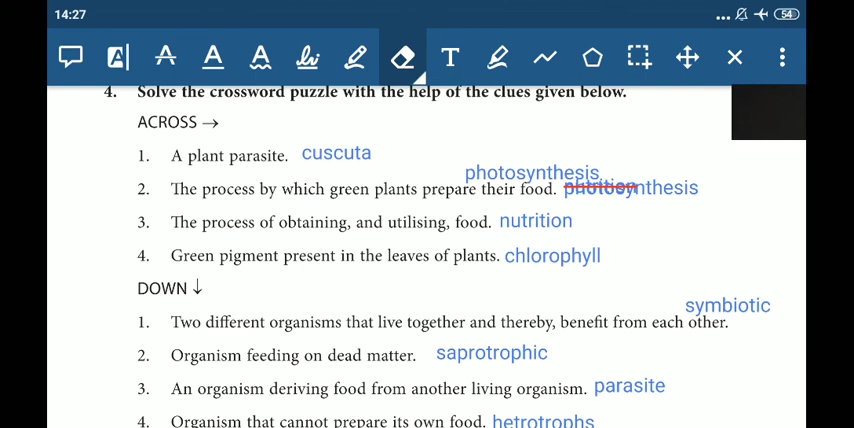 14:27
54
T
4. Solve the crossword puzzle with the help of the clues given below.
ACROSS →
1. A plant parasite. cuscuta
photosynthesis
2. The process by which green plants prepare their food. photosynthesis
3. The process of obtaining, and utilising, food. nutrition
4. Green pigment present in the leaves of plants. chlorophyll
DOWN ↓
symbiotic
1. Two different organisms that live together and thereby, benefit from each other.
2. Organism feeding on dead matter. saprotrophic
3. An organism deriving food from another living organism. parasite
4. Organism that cannot prepare its own food. hetrotrophs